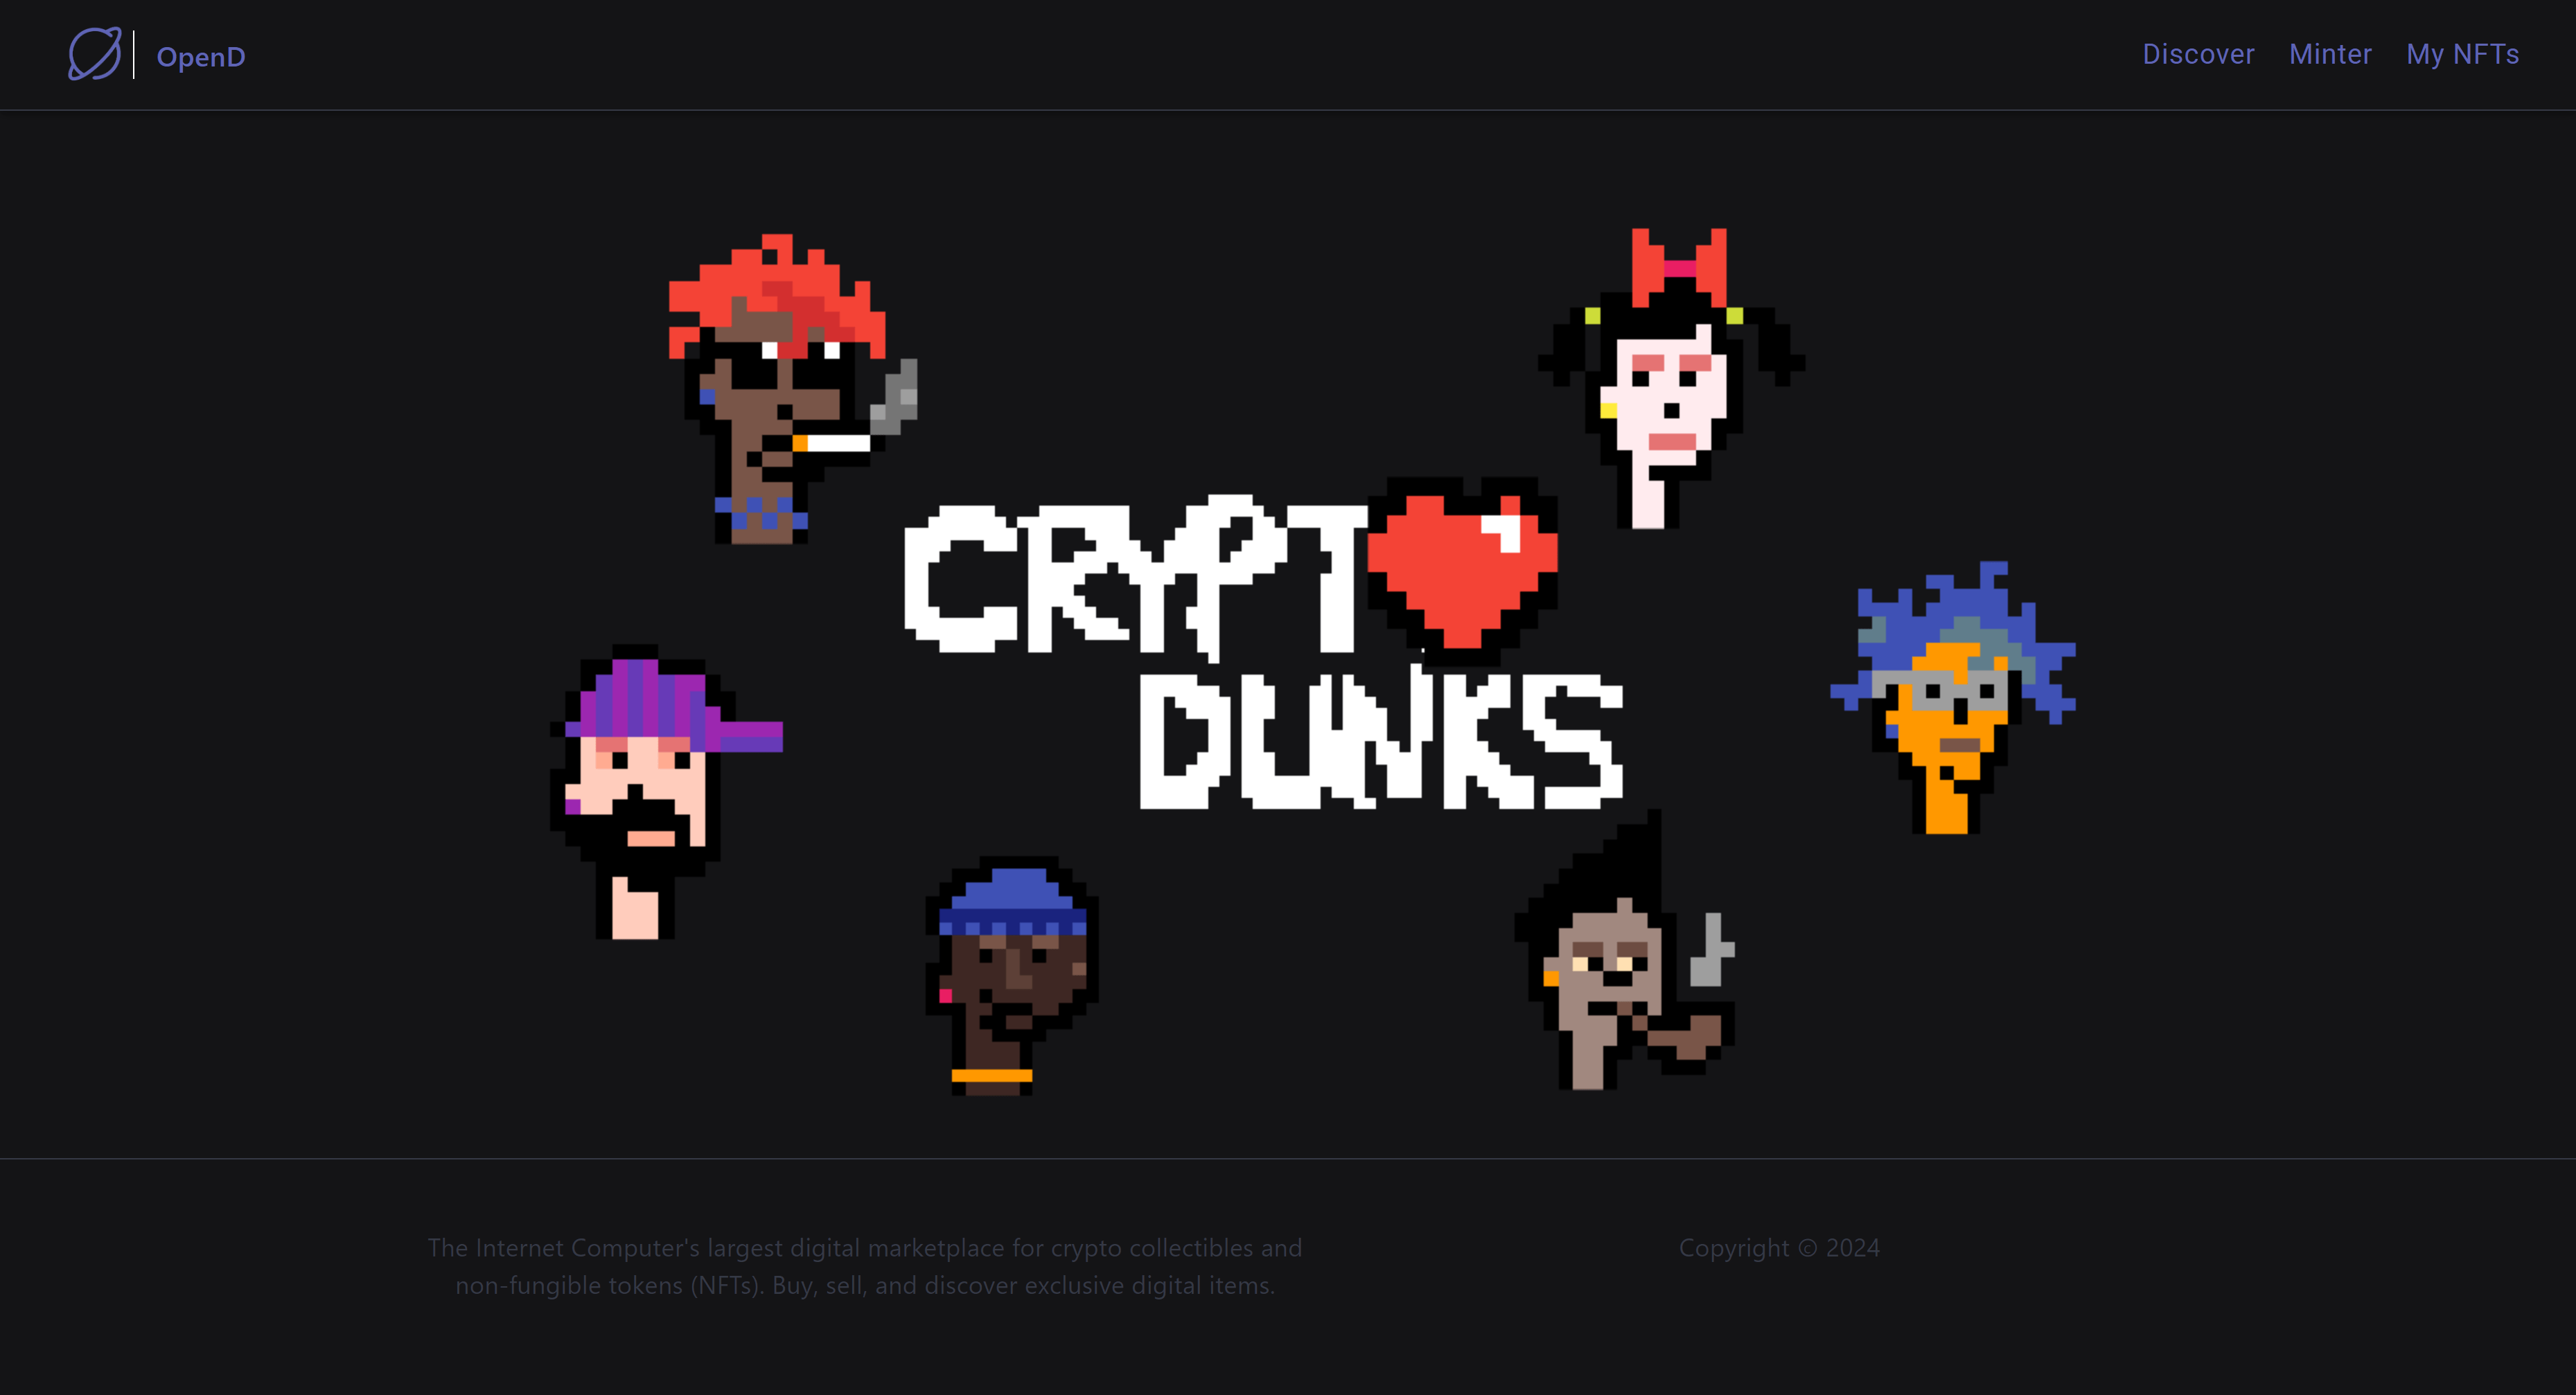 OpenD
Discover
Minter
My NFTs
CRYPT
DUNKS
The Internet Computer's largest digital marketplace for crypto collectibles and
non-fungible tokens (NFTs). Buy, sell, and discover exclusive digital items.
Copyright © 2024